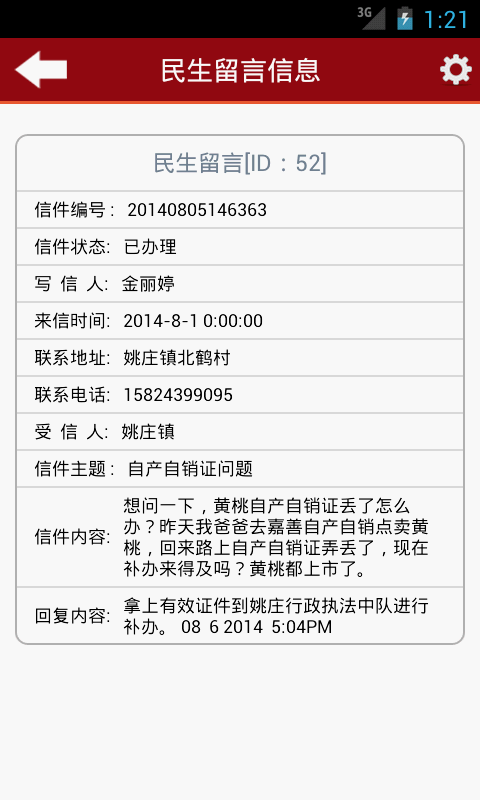 3G 1:21
民生留言信息
民生留言[ID：52]
信件编号： 20140805146363
信件状态: 已办理
写 信 人: 金丽婷
来信时间: 2014-8-1 0:00:00
联系地址: 姚庄镇北鹤村
联系电话: 15824399095
受 信 人: 姚庄镇
信件主题： 自产自销证问题
信件内容:
想问一下，黄桃自产自销证丢了怎么
办？昨天我爸爸去嘉善自产自销点卖黄
桃，回来路上自产自销证弄丢了，现在
补办来得及吗？黄桃都上市了。
回复内容:
拿上有效证件到姚庄行政执法中队进行
补办。 08 6 2014 5:04PM